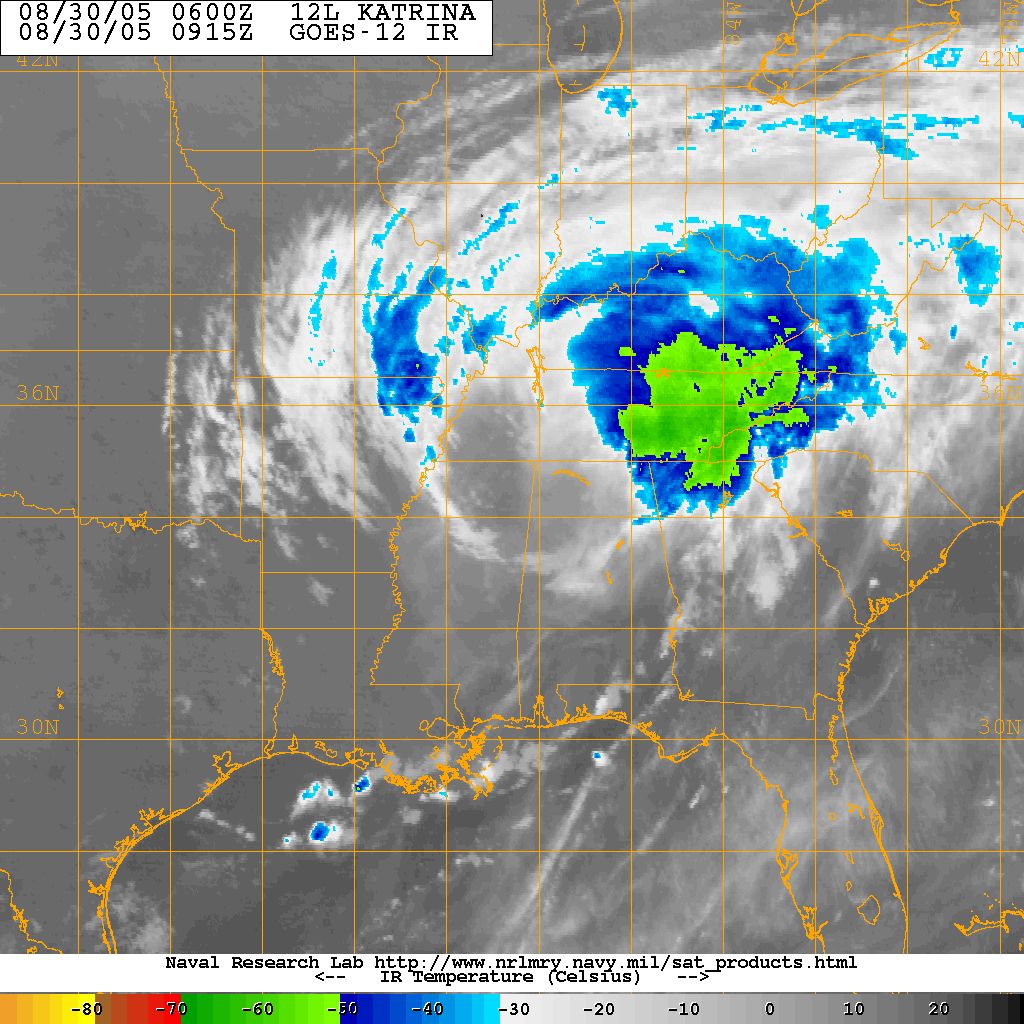 08/30/05 0600Z 12L KATRINA
08/30/05 0915Z GOES-12 IR
84W
42N 42N
36N 36N
30N 30N
Naval Research Lab http://www.nrlmry.navy.mil/sat_products.html
<-- IR Temperature (Celsius) -->
-80 -70 -60 -50 -40 -30 -20 -10 0 10 20